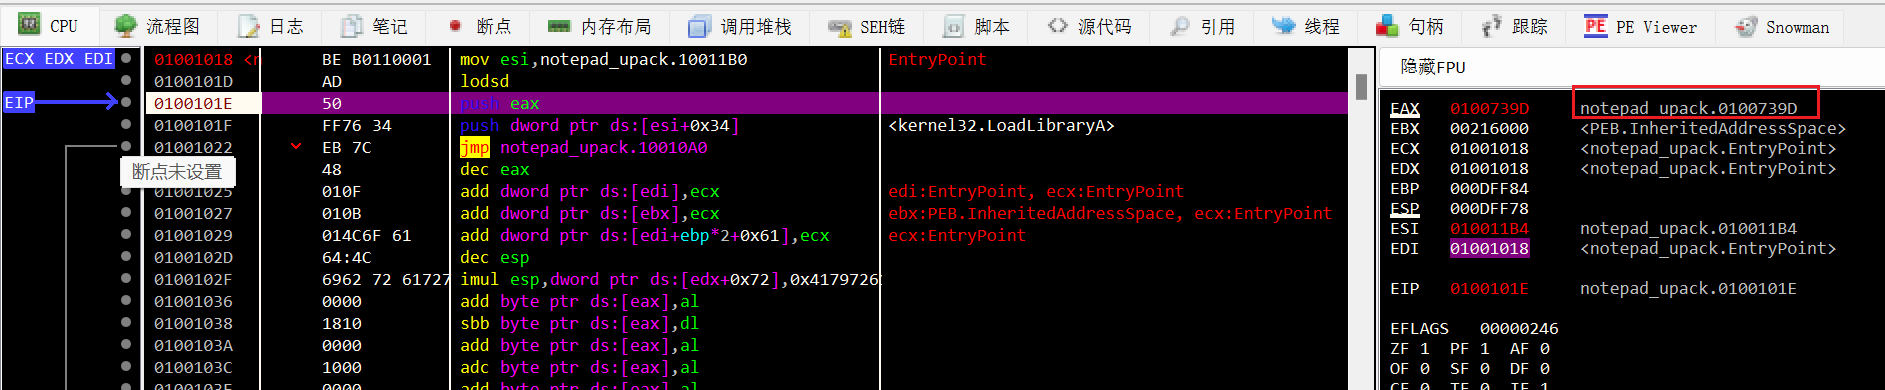 CPU 流程图 日志 笔记 断点 内存布局 调用堆栈 SEH链 脚本 源代码 引用 线程 句柄 跟踪 PE PE Viewer Snowman
ECX EDX EDI 01001018 <n BE B0110001 mov esi,notepad_upack.10011B0 EntryPoint
0100101D AD lodsd
EIP 0100101E 50 push eax
0100101F FF76 34 push dword ptr ds:[esi+0x34] <kernel32.LoadLibraryA>
01001022 EB 7C jmp notepad_upack.10010A0
断点未设置 48 dec eax
01001025 010F add dword ptr ds:[edi],ecx edi:EntryPoint, ecx:EntryPoint
01001027 010B add dword ptr ds:[ebx],ecx ebx:PEB.InheritedAddressSpace, ecx:EntryPoint
01001029 014C6F 61 add dword ptr ds:[edi+ebp*2+0x61],ecx ecx:EntryPoint
0100102D 64:4C dec esp
0100102F 6962 72 61727 imul esp,dword ptr ds:[edx+0x72],0x4179726
01001036 0000 add byte ptr ds:[eax],al
01001038 1810 sbb byte ptr ds:[eax],dl
0100103A 0000 add byte ptr ds:[eax],al
0100103C 1000 adc byte ptr ds:[eax],al
0100103E 0000 add byte ptr ds:[eax],al
隐藏FPU
EAX 0100739D notepad_upack.0100739D
EBX 00216000 <PEB.InheritedAddressSpace>
ECX 01001018 <notepad_upack.EntryPoint>
EDX 01001018 <notepad_upack.EntryPoint>
EBP 000DFF84
ESP 000DFF78
ESI 010011B4 notepad_upack.010011B4
EDI 01001018 <notepad_upack.EntryPoint>
EIP 0100101E notepad_upack.0100101E
EFLAGS 00000246
ZF 1 PF 1 AF 0
OF 0 SF 0 DF 0
CF 0 TF 0 IF 1